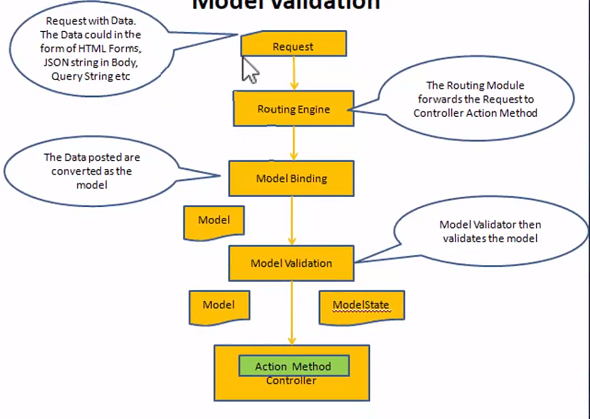 Model Validation
Request with Data.
The Data could in the
form of HTML Forms,
JSON string in Body,
Query String etc
Request
Routing Engine
The Routing Module
forwards the Request to
Controller Action Method
The Data posted are
converted as the
model
Model Binding
Model
Model Validator then
validates the model
Model Validation
Model
ModelState
Action Method
Controller